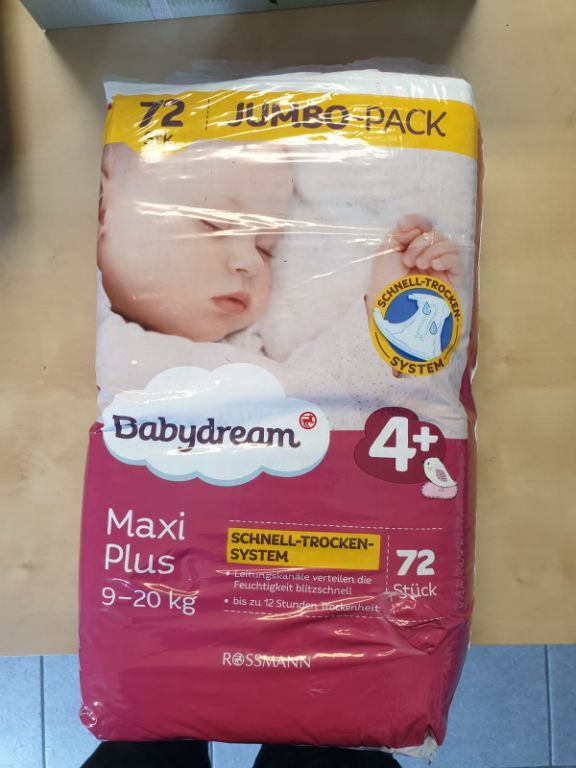 72
Stk
JUMBO-PACK
SCHNELL-TROCKEN-
SYSTEM
Babydream
4+
Maxi
Plus
9–20 kg
SCHNELL-TROCKEN-
SYSTEM
• Leitungskanäle verteilen die
Feuchtigkeit blitzschnell
• bis zu 12 Stunden Trockenheit
72
Stück
ROSSMANN